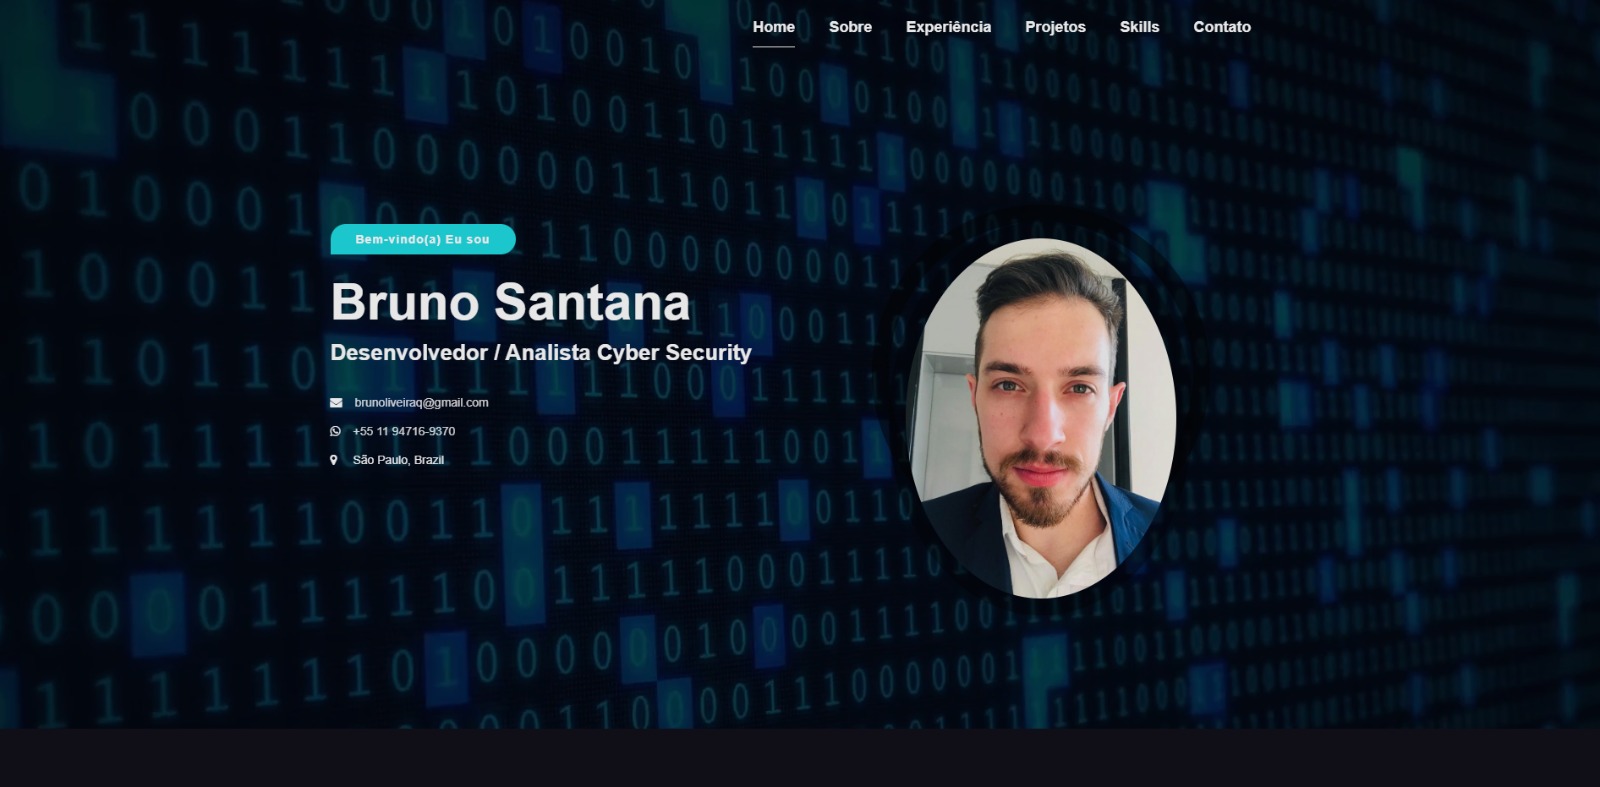 Home Sobre Experiência Projetos Skills Contato
Bem-vindo(a) Eu sou
Bruno Santana
Desenvolvedor / Analista Cyber Security
brunoliveiraq@gmail.com
+55 11 94716-9370
São Paulo, Brazil